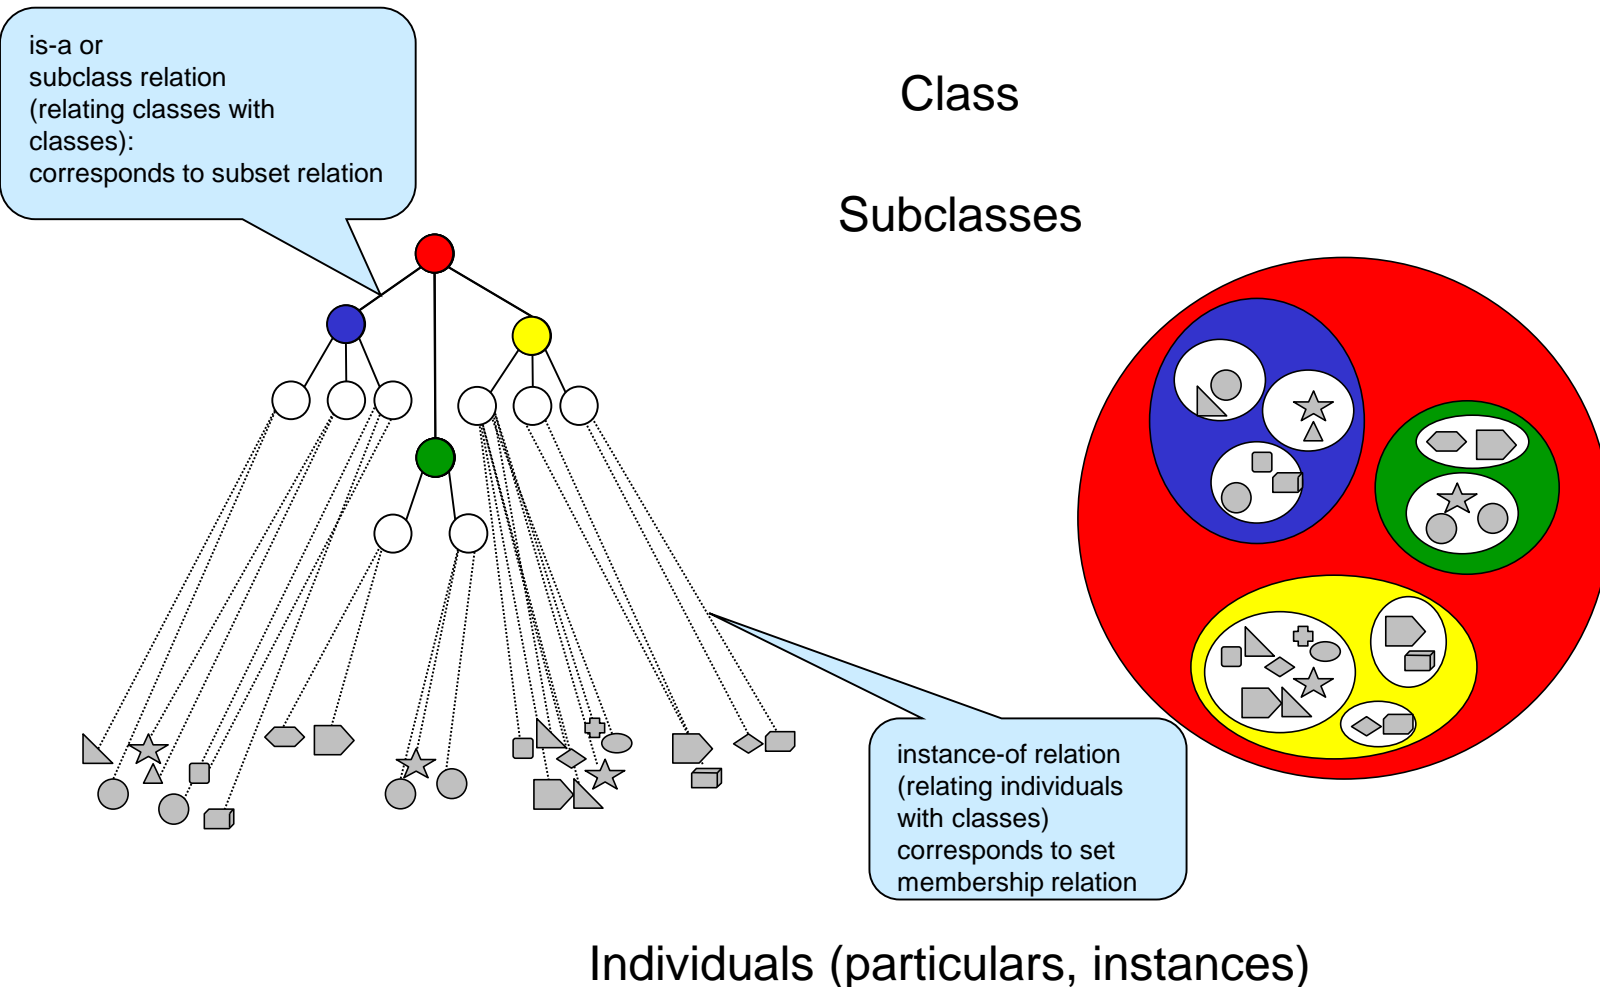 is-a or
subclass relation
(relating classes with
classes):
corresponds to subset relation
Class
Subclasses
instance-of relation
(relating individuals
with classes)
corresponds to set
membership relation
Individuals (particulars, instances)